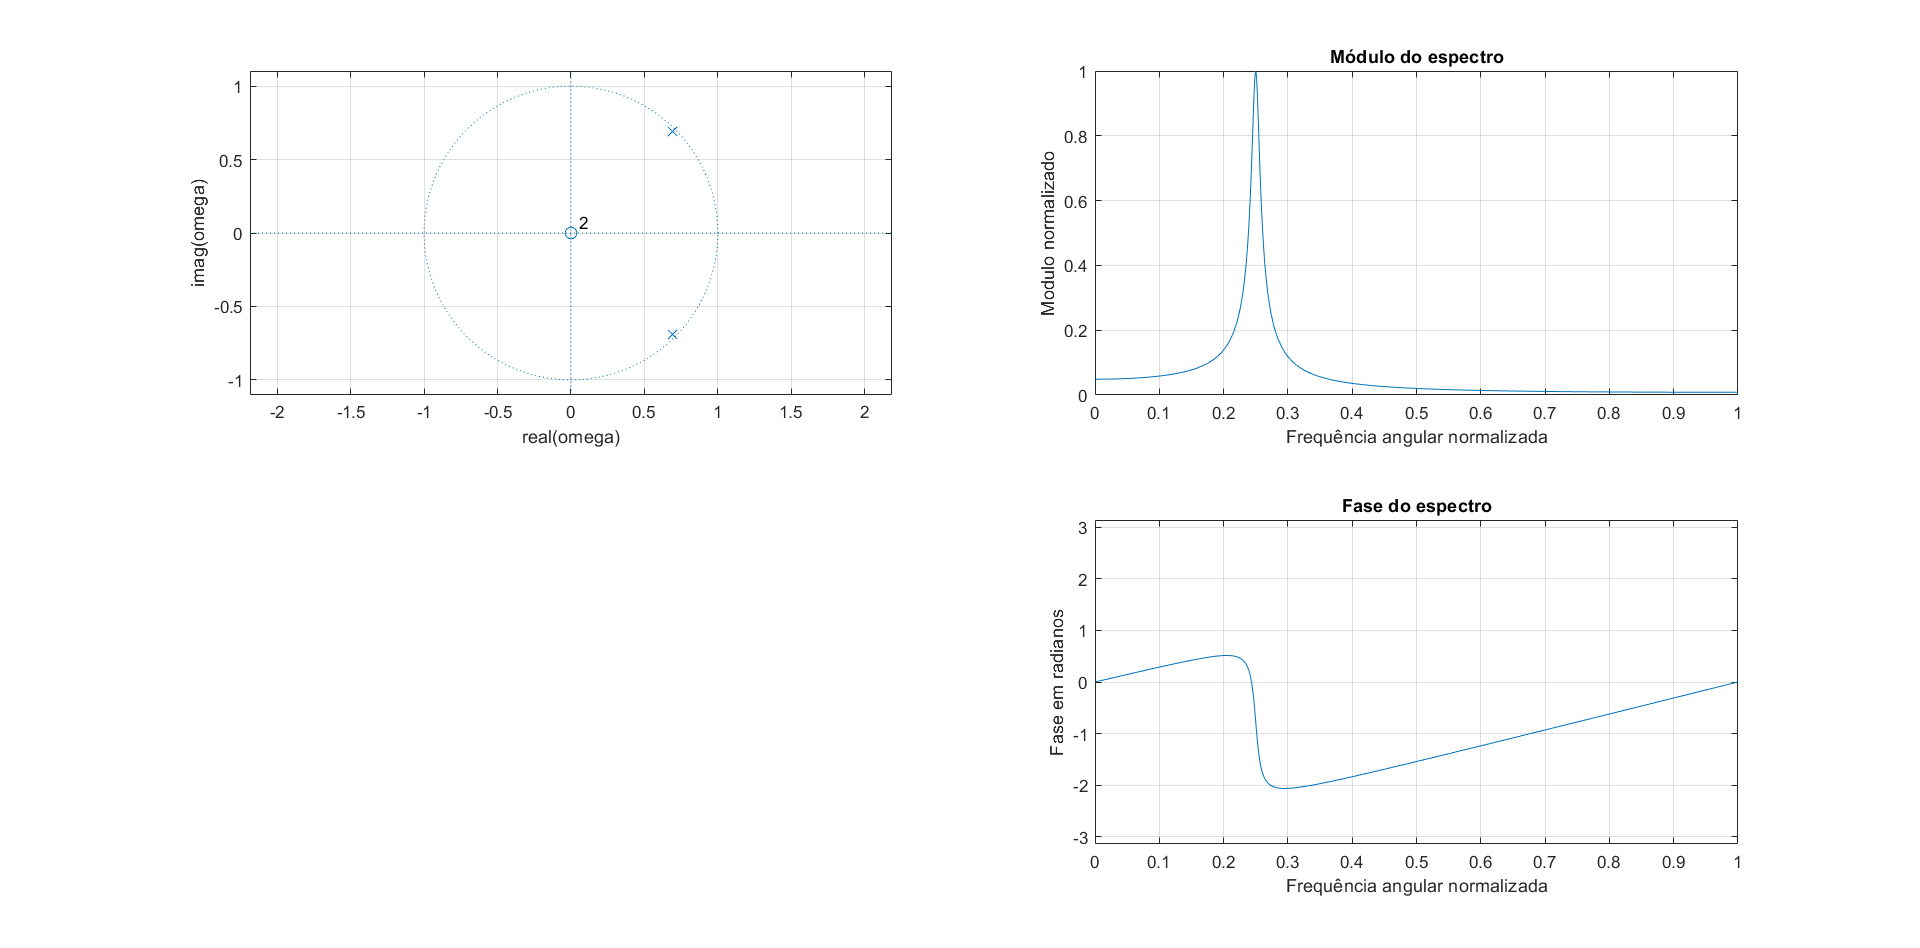 1
0.5
0
-0.5
-1
imag(omega)
2
-2 -1.5 -1 -0.5 0 0.5 1 1.5 2
real(omega)
Módulo do espectro
1
0.8
0.6
0.4
0.2
0
Modulo normalizado
0 0.1 0.2 0.3 0.4 0.5 0.6 0.7 0.8 0.9 1
Frequência angular normalizada
Fase do espectro
3
2
1
0
-1
-2
-3
Fase em radianos
0 0.1 0.2 0.3 0.4 0.5 0.6 0.7 0.8 0.9 1
Frequência angular normalizada